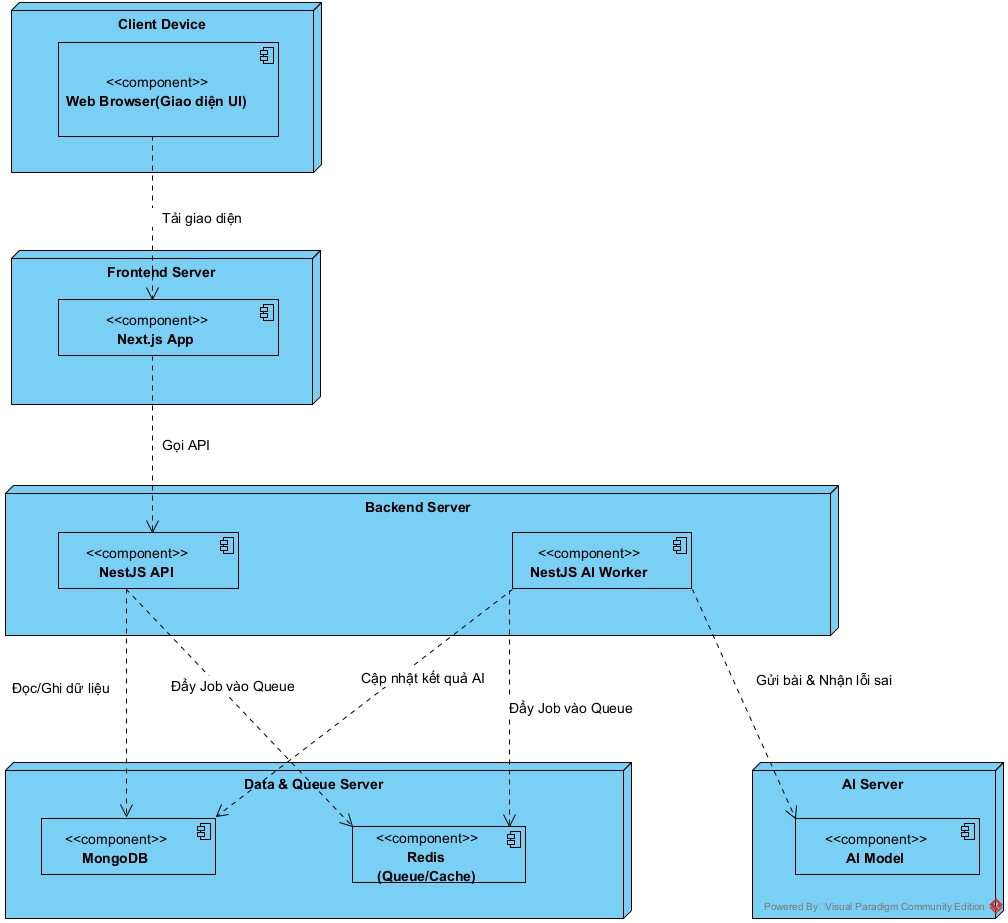 Client Device
<<component>>
Web Browser(Giao diện UI)
Tải giao diện
Frontend Server
<<component>>
Next.js App
Gọi API
Backend Server
<<component>>
NestJS API
<<component>>
NestJS AI Worker
Đọc/Ghi dữ liệu
Đẩy Job vào Queue
Cập nhật kết quả AI
Đẩy Job vào Queue
Gửi bài & Nhận lỗi sai
Data & Queue Server
<<component>>
MongoDB
<<component>>
Redis
(Queue/Cache)
AI Server
<<component>>
AI Model
Powered By Visual Paradigm Community Edition